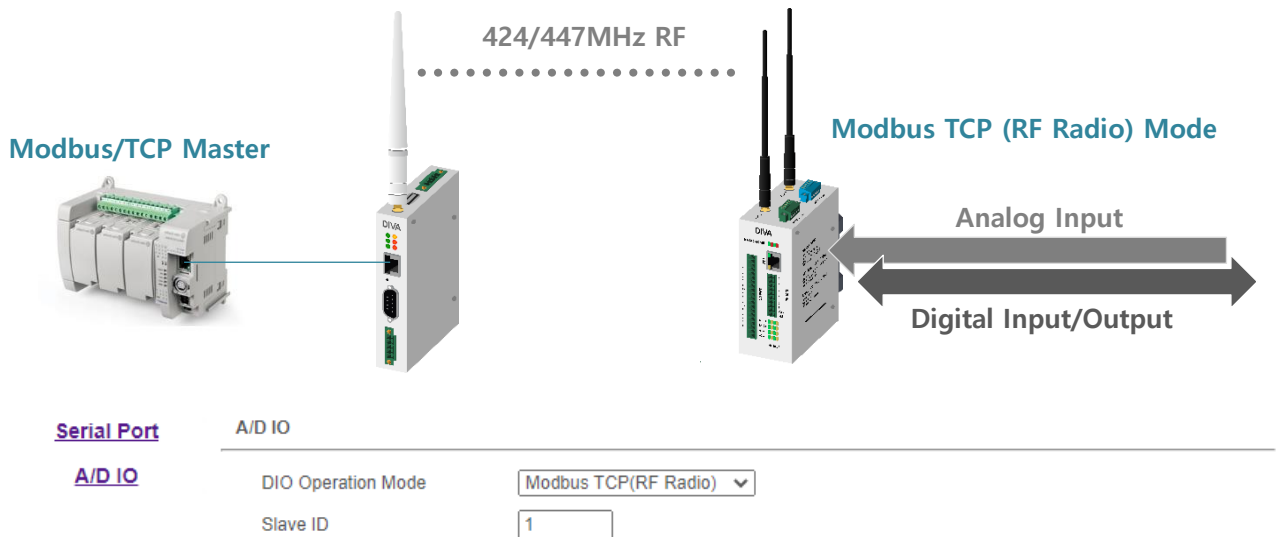 424/447MHz RF
Modbus/TCP Master
Modbus TCP (RF Radio) Mode
DIVA
DIVA
Analog Input
Digital Input/Output
Serial Port
A/D IO
A/D IO
DIO Operation Mode
Modbus TCP(RF Radio)
Slave ID
1